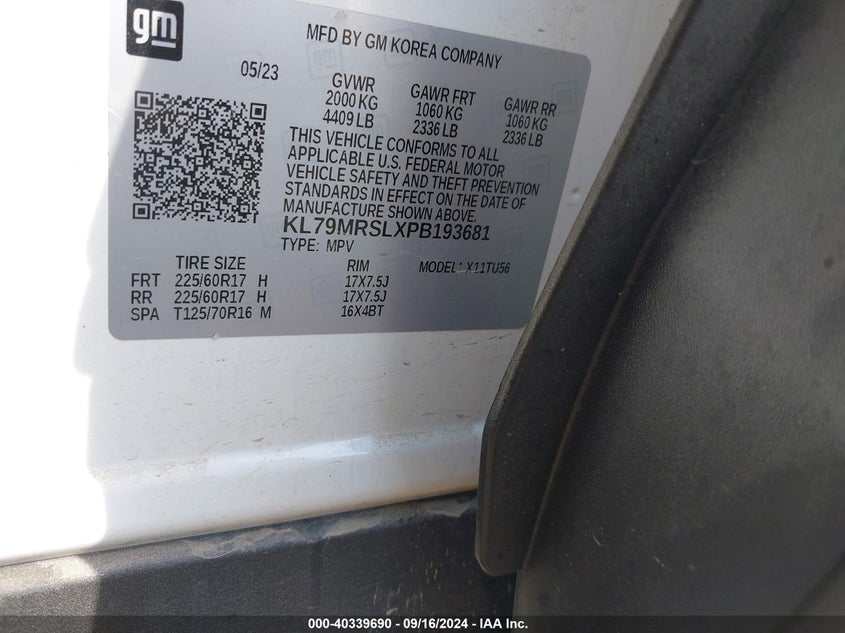 gm
MFD BY GM KOREA COMPANY
05/23
GVWR
2000 KG
4409 LB
GAWR FRT
1060 KG
2336 LB
GAWR RR
1060 KG
2336 LB
THIS VEHICLE CONFORMS TO ALL
APPLICABLE U.S. FEDERAL MOTOR
VEHICLE SAFETY AND THEFT PREVENTION
STANDARDS IN EFFECT ON THE DATE OF
MANUFACTURE SHOWN ABOVE.
KL79MRSLXPB193681
TYPE: MPV
TIRE SIZE RIM MODEL: X11TU56
FRT 225/60R17 H 17X7.5J
RR 225/60R17 H 17X7.5J
SPA T125/70R16 M 16X4BT
000-40339690 - 09/16/2024 - IAA Inc.